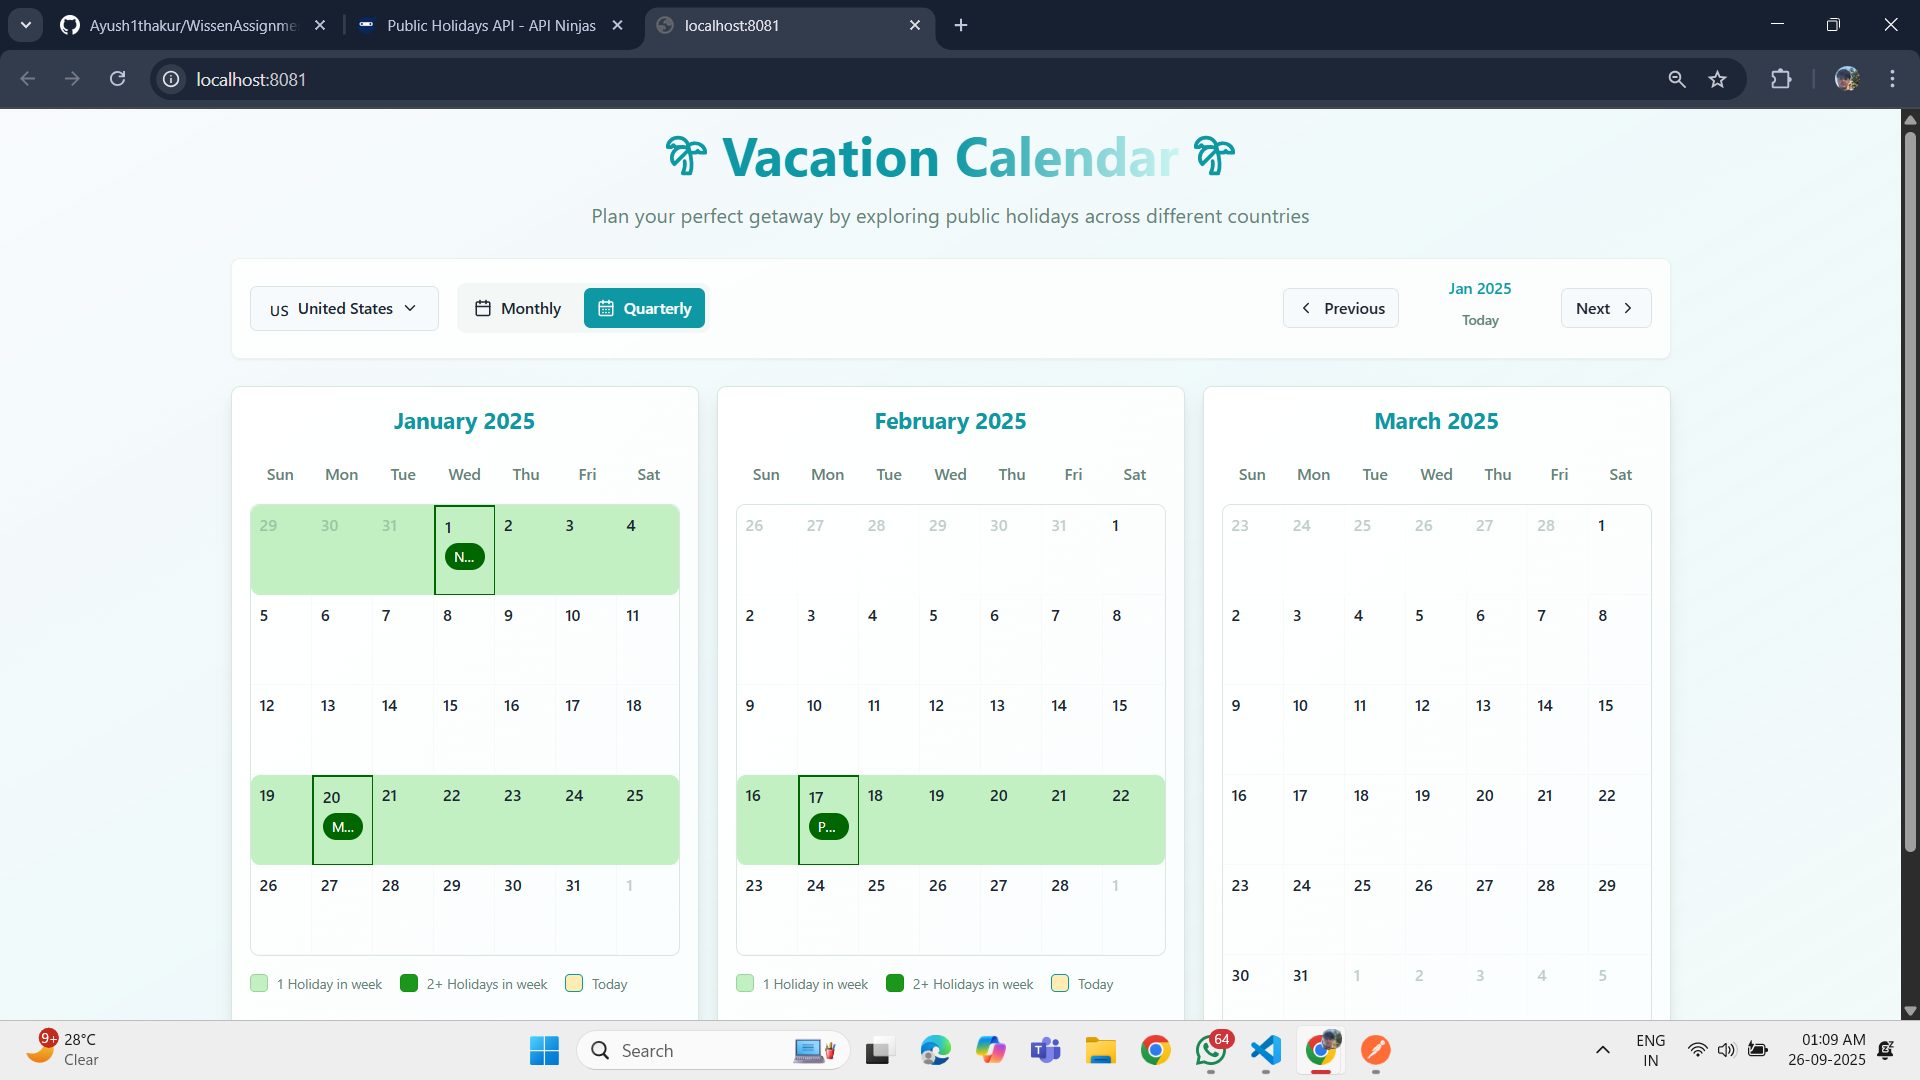 Ayush1thakur/WissenAssignme
Public Holidays API - API Ninjas
localhost:8081
localhost:8081
Vacation Calendar
Plan your perfect getaway by exploring public holidays across different countries
US United States
Monthly
Quarterly
Previous
Jan 2025
Today
Next
January 2025
Sun Mon Tue Wed Thu Fri Sat
29 30 31 1 2 3 4
N...
5 6 7 8 9 10 11
12 13 14 15 16 17 18
19 20 21 22 23 24 25
M...
26 27 28 29 30 31 1
1 Holiday in week 2+ Holidays in week Today
February 2025
Sun Mon Tue Wed Thu Fri Sat
26 27 28 29 30 31 1
2 3 4 5 6 7 8
9 10 11 12 13 14 15
16 17 18 19 20 21 22
P...
23 24 25 26 27 28 1
1 Holiday in week 2+ Holidays in week Today
March 2025
Sun Mon Tue Wed Thu Fri Sat
23 24 25 26 27 28 1
2 3 4 5 6 7 8
9 10 11 12 13 14 15
16 17 18 19 20 21 22
23 24 25 26 27 28 29
30 31 1 2 3 4 5
9+
28°C
Clear
Search
64
ENG
IN
01:09 AM
26-09-2025